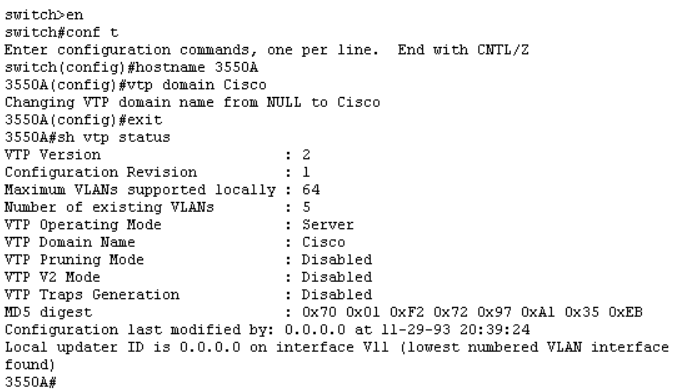 switch>en
switch#conf t
Enter configuration commands, one per line.  End with CNTL/Z
switch(config)#hostname 3550A
3550A(config)#vtp domain Cisco
Changing VTP domain name from NULL to Cisco
3550A(config)#exit
3550A#sh vtp status
VTP Version                     : 2
Configuration Revision          : 1
Maximum VLANs supported locally : 64
Number of existing VLANs        : 5
VTP Operating Mode              : Server
VTP Domain Name                 : Cisco
VTP Pruning Mode                : Disabled
VTP V2 Mode                     : Disabled
VTP Traps Generation            : Disabled
MD5 digest                      : 0x70 0x01 0xF2 0x72 0x97 0xA1 0x35 0xEB
Configuration last modified by: 0.0.0.0 at 11-29-93 20:39:24
Local updater ID is 0.0.0.0 on interface Vl1 (lowest numbered VLAN interface
found)
3550A#